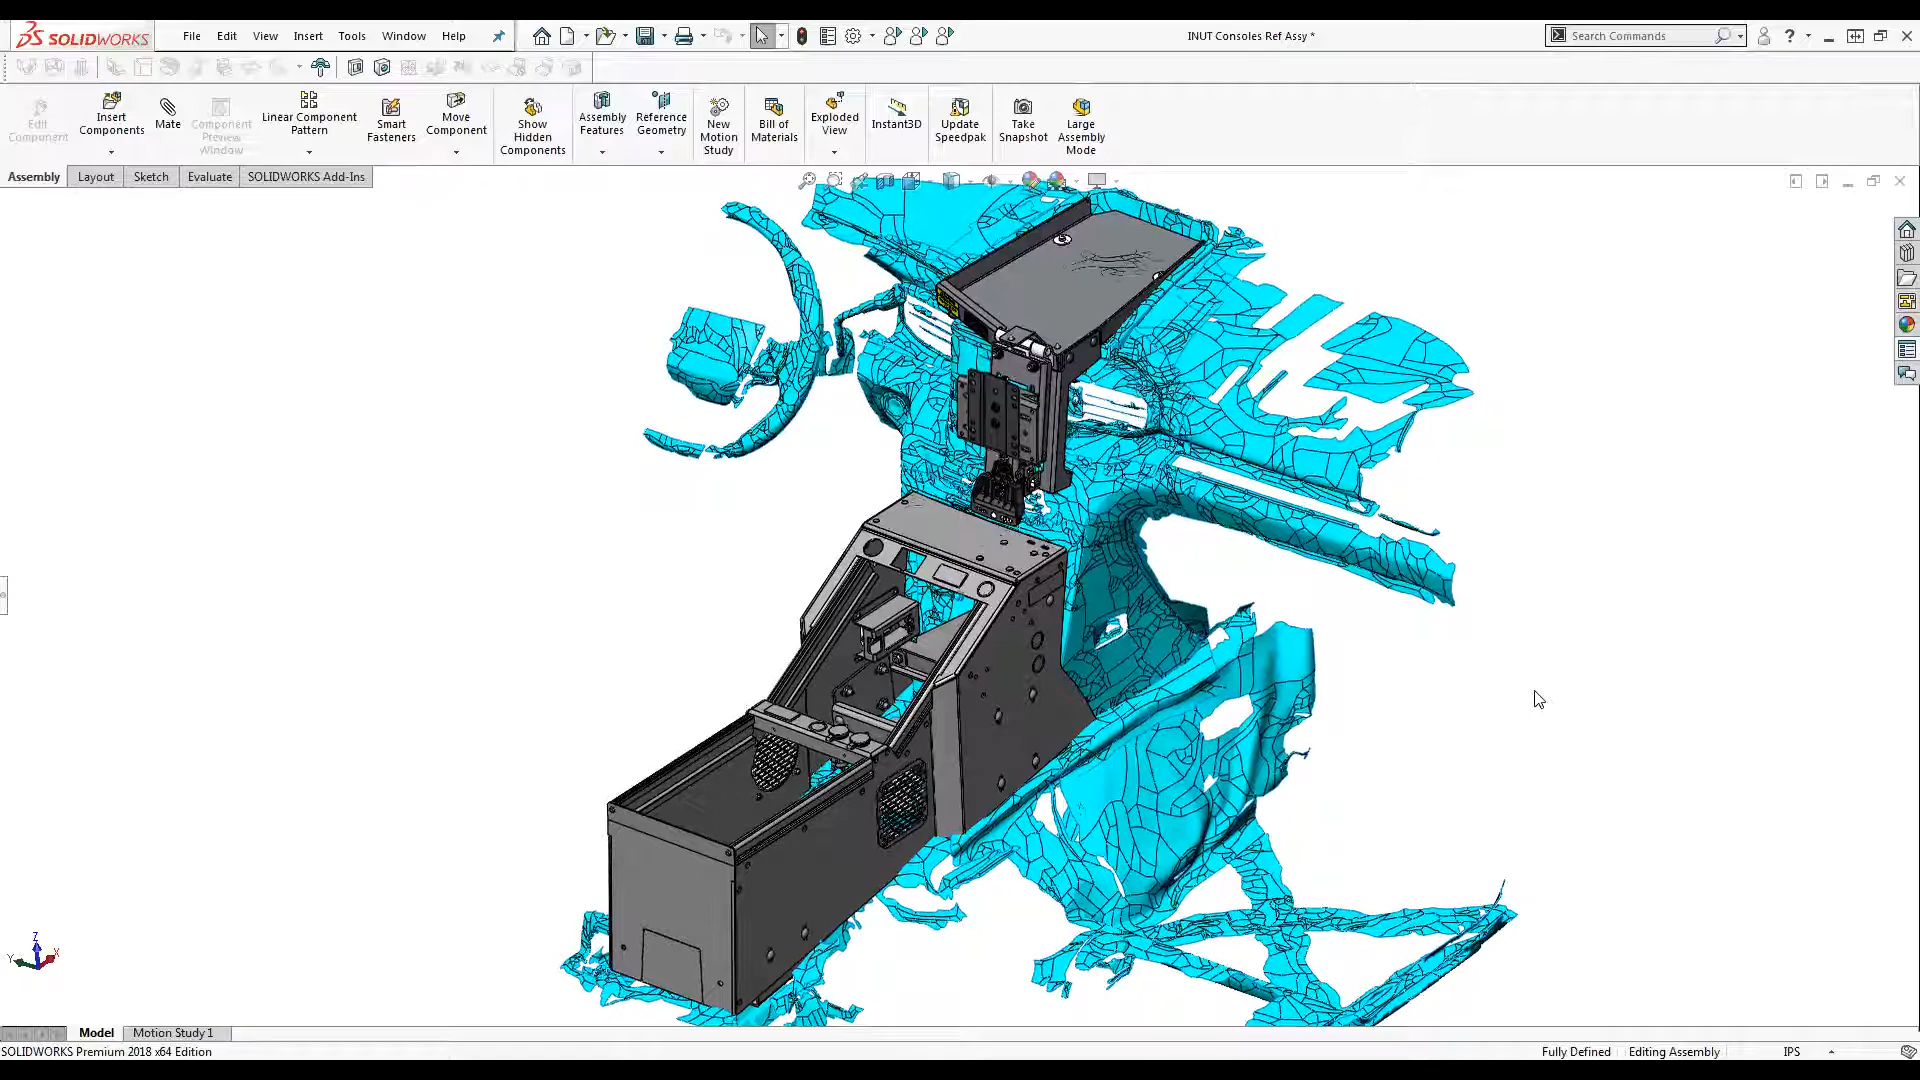 SOLIDWORKS File Edit View Insert Tools Window Help INUT Consoles Ref Assy * Search Commands ?
Edit Component
Insert Components
Mate
Component Preview Window
Linear Component Pattern
Smart Fasteners
Move Component
Show Hidden Components
Assembly Features
Reference Geometry
New Motion Study
Bill of Materials
Exploded View
Instant3D
Update Speedpak
Take Snapshot
Large Assembly Mode
Assembly Layout Sketch Evaluate SOLIDWORKS Add-Ins
Z
Y X
Model Motion Study 1
SOLIDWORKS Premium 2018 x64 Edition Fully Defined Editing Assembly IPS